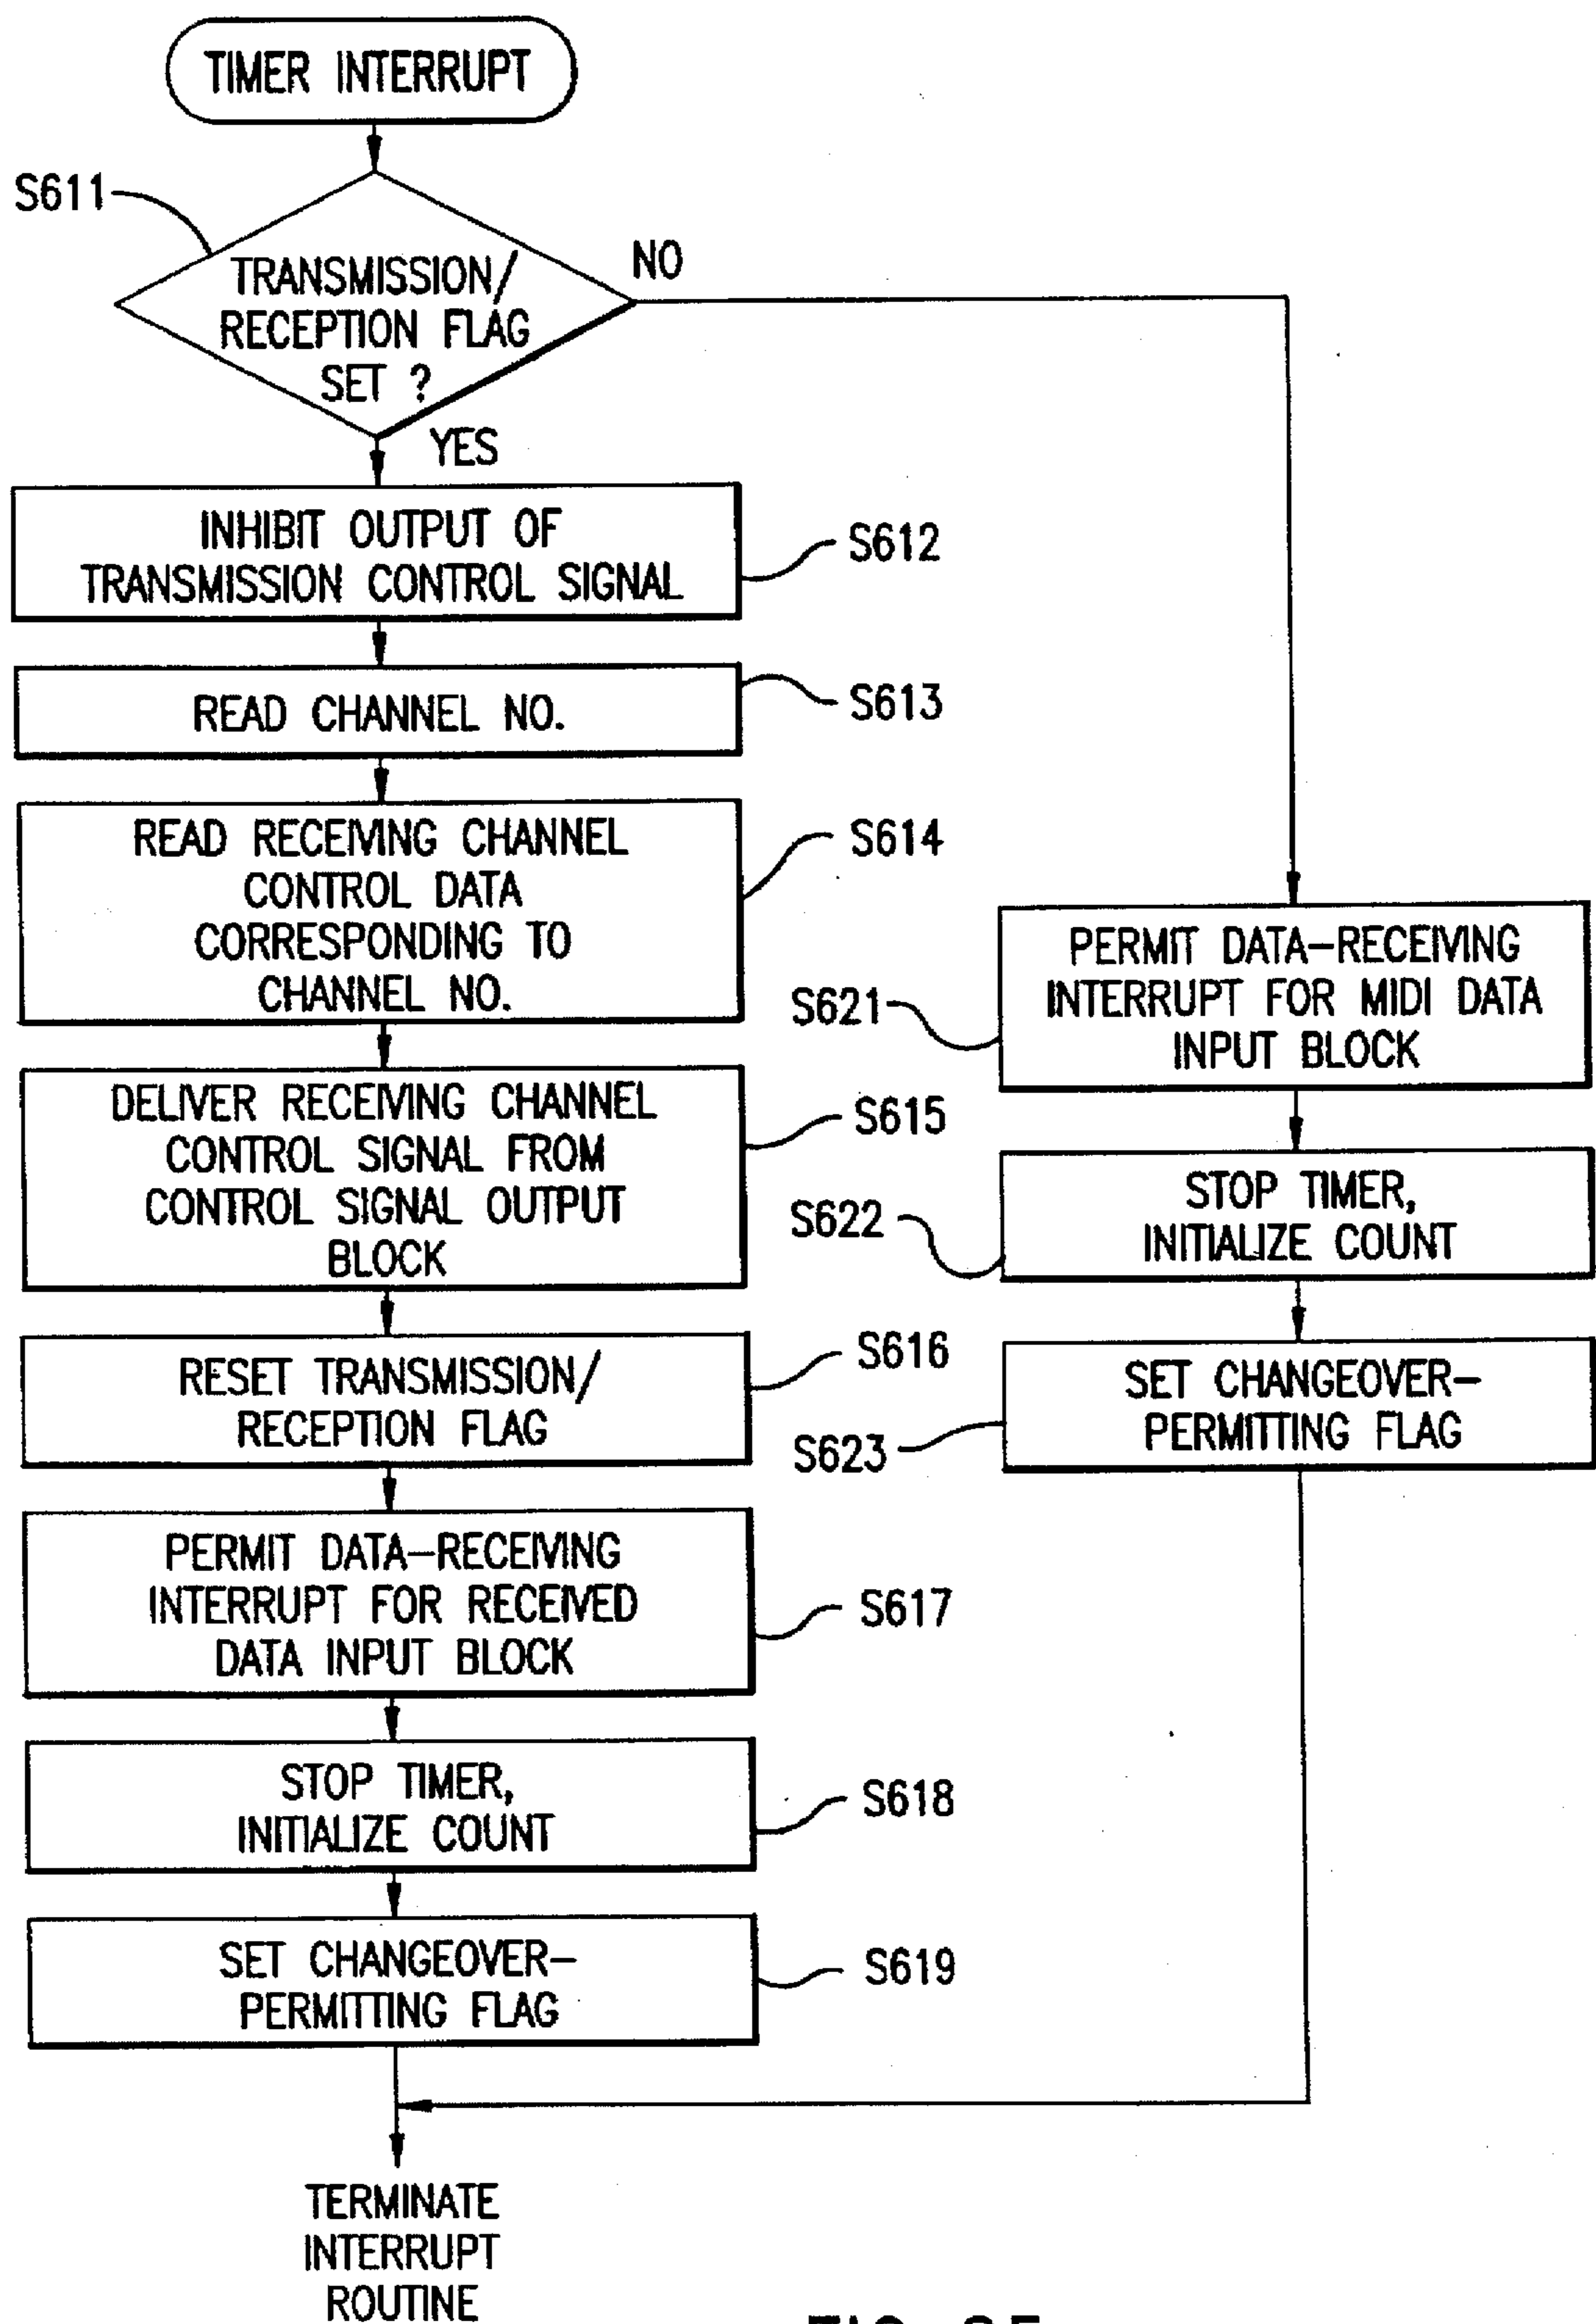 TIMER INTERRUPT
S611
TRANSMISSION/
RECEPTION FLAG
SET ?
NO
YES
INHIBIT OUTPUT OF
TRANSMISSION CONTROL SIGNAL
S612
READ CHANNEL NO.
S613
READ RECEIVING CHANNEL
CONTROL DATA
CORRESPONDING TO
CHANNEL NO.
S614
DELIVER RECEIVING CHANNEL
CONTROL SIGNAL FROM
CONTROL SIGNAL OUTPUT
BLOCK
S615
RESET TRANSMISSION/
RECEPTION FLAG
S616
PERMIT DATA-RECEIVING
INTERRUPT FOR RECEIVED
DATA INPUT BLOCK
S617
STOP TIMER,
INITIALIZE COUNT
S618
SET CHANGEOVER-
PERMITTING FLAG
S619
PERMIT DATA-RECEIVING
INTERRUPT FOR MIDI DATA
INPUT BLOCK
S621
STOP TIMER,
INITIALIZE COUNT
S622
SET CHANGEOVER-
PERMITTING FLAG
S623
TERMINATE
INTERRUPT
ROUTINE